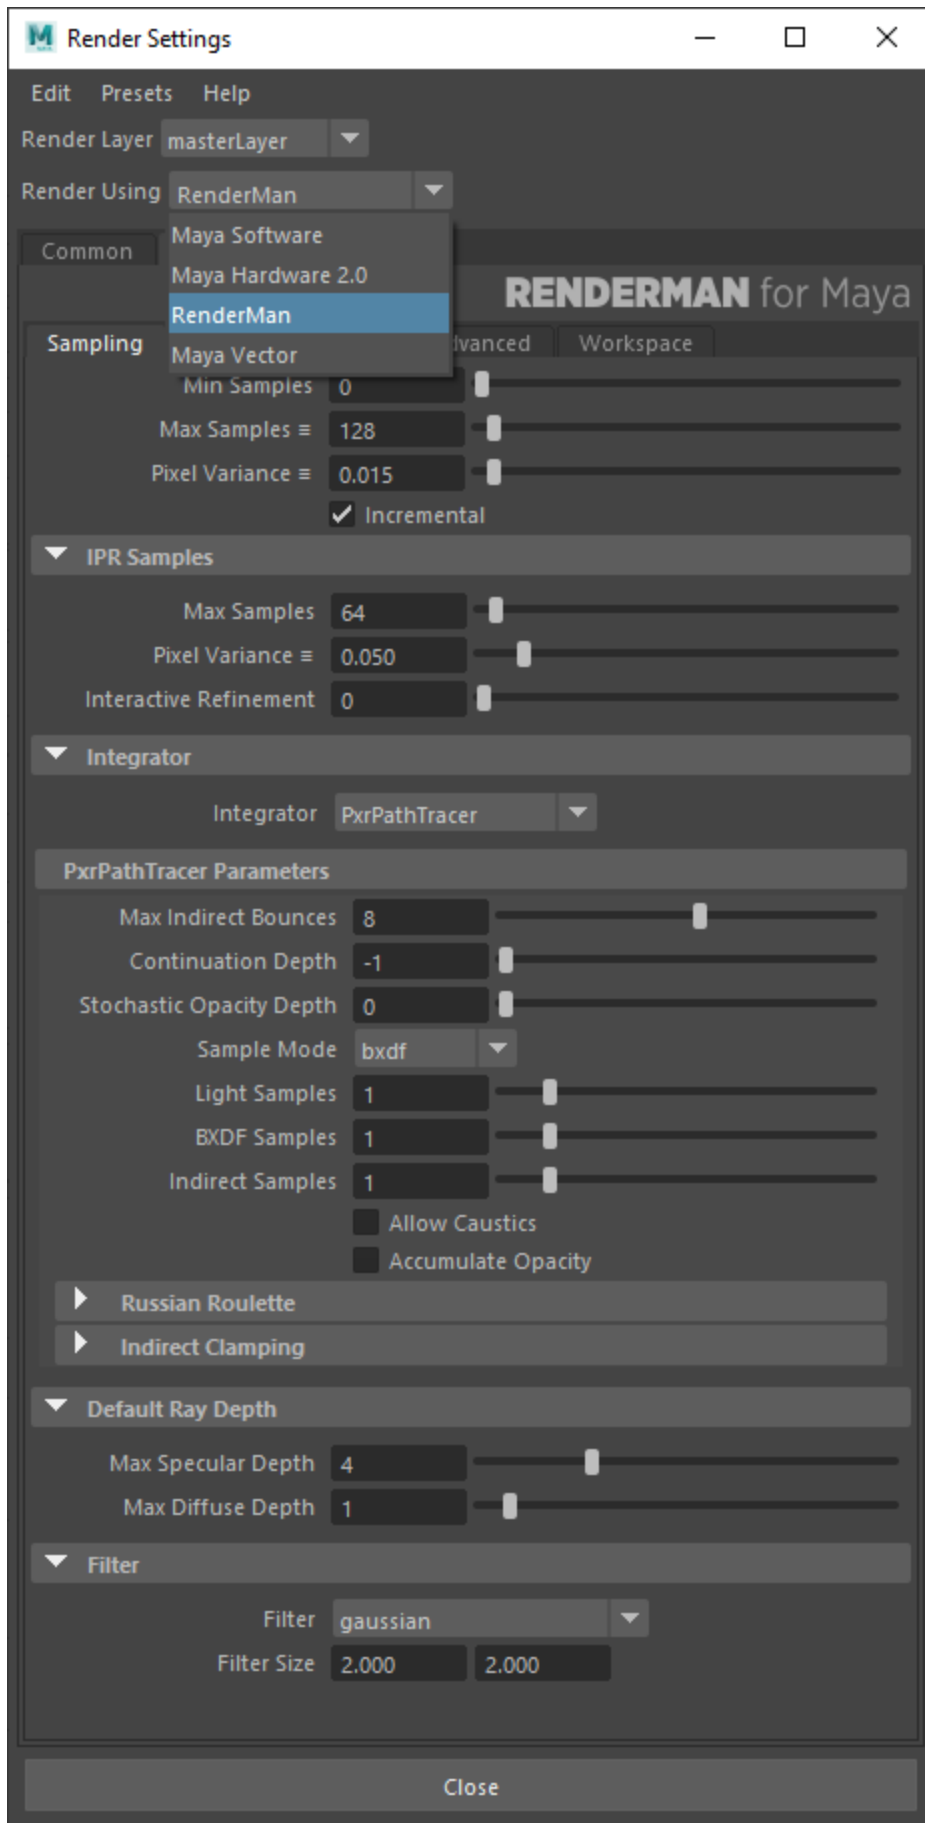 Render Settings
Edit Presets Help
Render Layer masterLayer
Render Using RenderMan
Maya Software
Common
Maya Hardware 2.0
RENDERMAN for Maya
RenderMan
Sampling
Workspace
Maya Vector
Min Samples 0
Max Samples ≡ 128
Pixel Variance ≡ 0.015
Incremental
IPR Samples
Max Samples 64
Pixel Variance ≡ 0.050
Interactive Refinement 0
Integrator
Integrator PxrPathTracer
PxrPathTracer Parameters
Max Indirect Bounces 8
Continuation Depth -1
Stochastic Opacity Depth 0
Sample Mode bxdf
Light Samples 1
BXDF Samples 1
Indirect Samples 1
Allow Caustics
Accumulate Opacity
Russian Roulette
Indirect Clamping
Default Ray Depth
Max Specular Depth 4
Max Diffuse Depth 1
Filter
Filter gaussian
Filter Size 2.000 2.000
Close